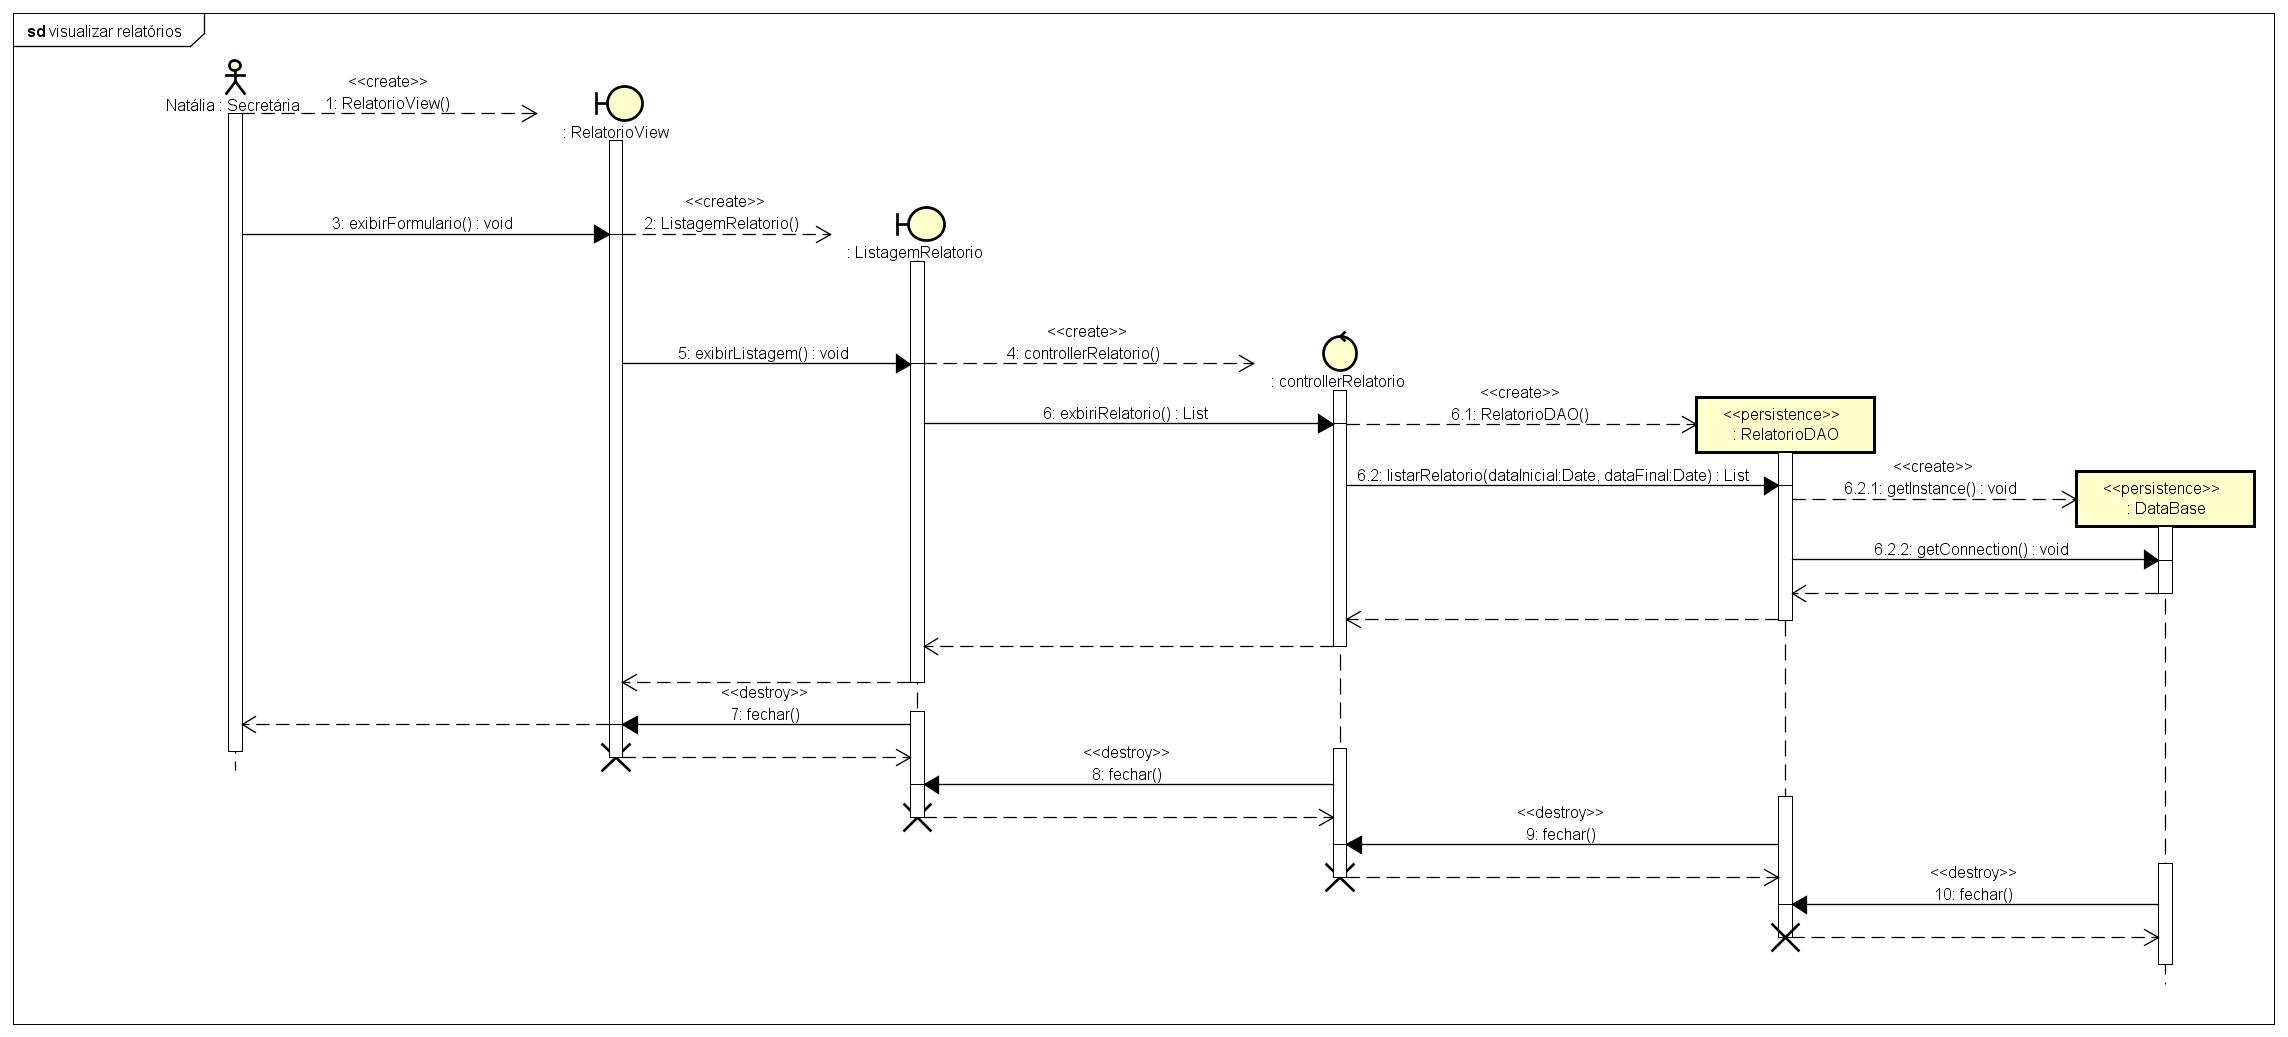 sd visualizar relatórios
<<create>>
Natália : Secretária
1: RelatorioView()
: RelatorioView
<<create>>
3: exibirFormulario() : void
2: ListagemRelatorio()
: ListagemRelatorio
<<create>>
5: exibirListagem() : void
4: controllerRelatorio()
: controllerRelatorio
<<create>>
6: exbiriRelatorio() : List
6.1: RelatorioDAO()
<<persistence>>
: RelatorioDAO
<<create>>
6.2: listarRelatorio(dataInicial:Date, dataFinal:Date) : List
6.2.1: getInstance() : void
<<persistence>>
: DataBase
6.2.2: getConnection() : void
<<destroy>>
7: fechar()
<<destroy>>
8: fechar()
<<destroy>>
9: fechar()
<<destroy>>
10: fechar()